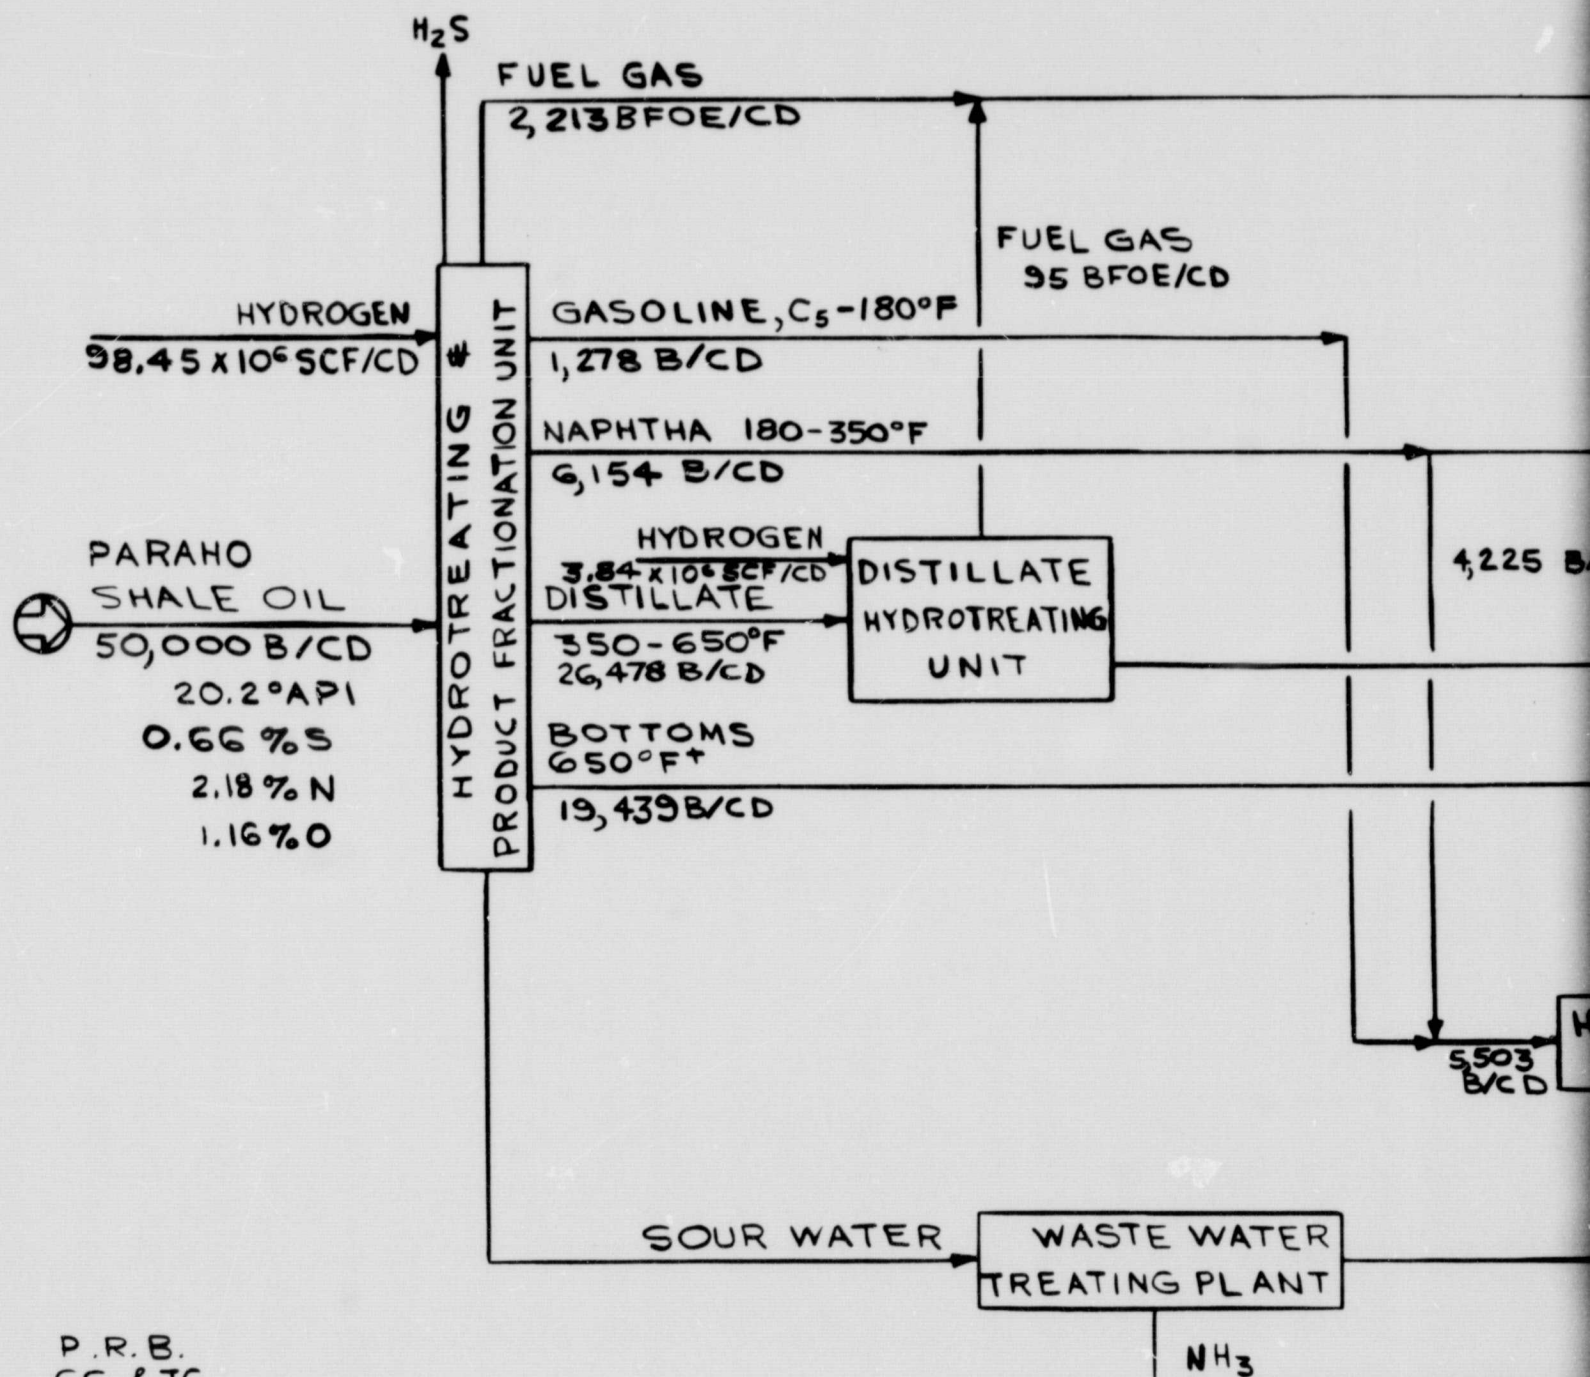 H2S
FUEL GAS
2,213 BFOE/CD
FUEL GAS
95 BFOE/CD
HYDROGEN
98.45 X 10⁶ SCF/CD
GASOLINE, C5-180°F
1,278 B/CD
NAPHTHA 180-350°F
6,154 B/CD
HYDROTREATING &
PRODUCT FRACTIONATION UNIT
HYDROGEN
3.84 X 10⁶ SCF/CD
DISTILLATE
350-650°F
26,478 B/CD
DISTILLATE
HYDROTREATING
UNIT
4,225 B
PARAHO
SHALE OIL
50,000 B/CD
20.2° API
0.66 % S
2.18 % N
1.16 % O
BOTTOMS
650°F+
19,439 B/CD
5,503
B/CD
H
SOUR WATER
WASTE WATER
TREATING PLANT
NH3
P.R.B.